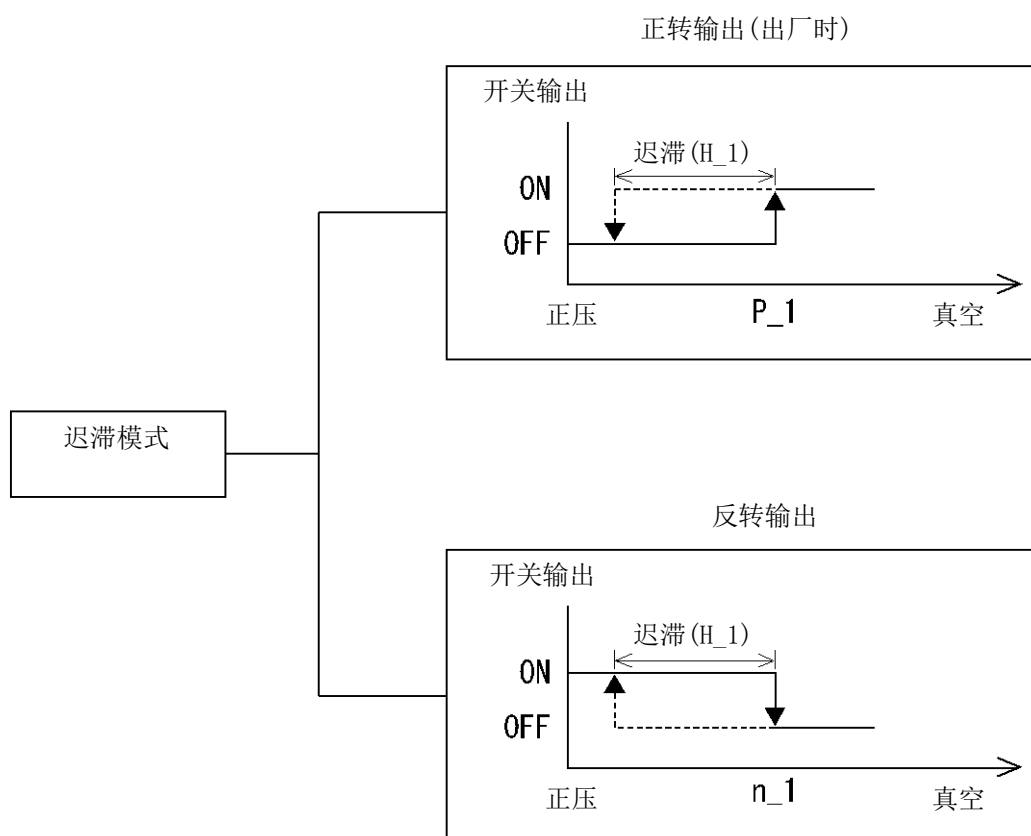 正转输出(出厂时)
开关输出
迟滞(H_1)
ON
OFF
正压
P_1
真空
迟滞模式
反转输出
开关输出
迟滞(H_1)
ON
OFF
正压
n_1
真空